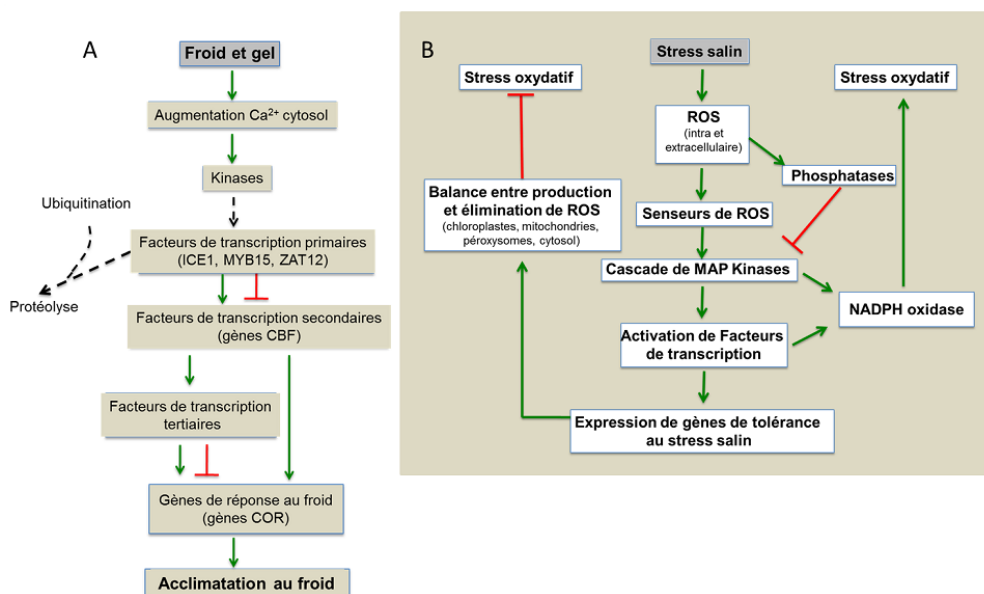 A
Froid et gel
Augmentation Ca²⁺ cytosol
Kinases
Ubiquitination
Facteurs de transcription primaires
(ICE1, MYB15, ZAT12)
Protéolyse
Facteurs de transcription secondaires
(gènes CBF)
Facteurs de transcription
tertiaires
Gènes de réponse au froid
(gènes COR)
Acclimatation au froid
B
Stress salin
Stress oxydatif
Stress oxydatif
ROS
(intra et
extracellulaire)
Phosphatases
Balance entre production
et élimination de ROS
(chloroplastes, mitochondries,
péroxysomes, cytosol)
Senseurs de ROS
Cascade de MAP Kinases
NADPH oxidase
Activation de Facteurs
de transcription
Expression de gènes de tolérance
au stress salin